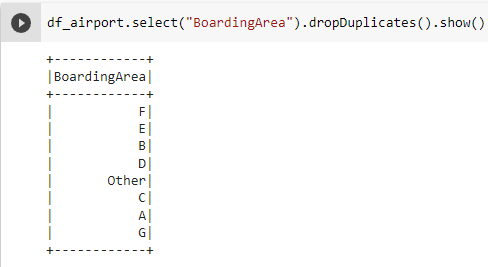 df_airport.select("BoardingArea").dropDuplicates().show()
+------------+
|BoardingArea|
+------------+
|           F|
|           E|
|           B|
|           D|
|       Other|
|           C|
|           A|
|           G|
+------------+